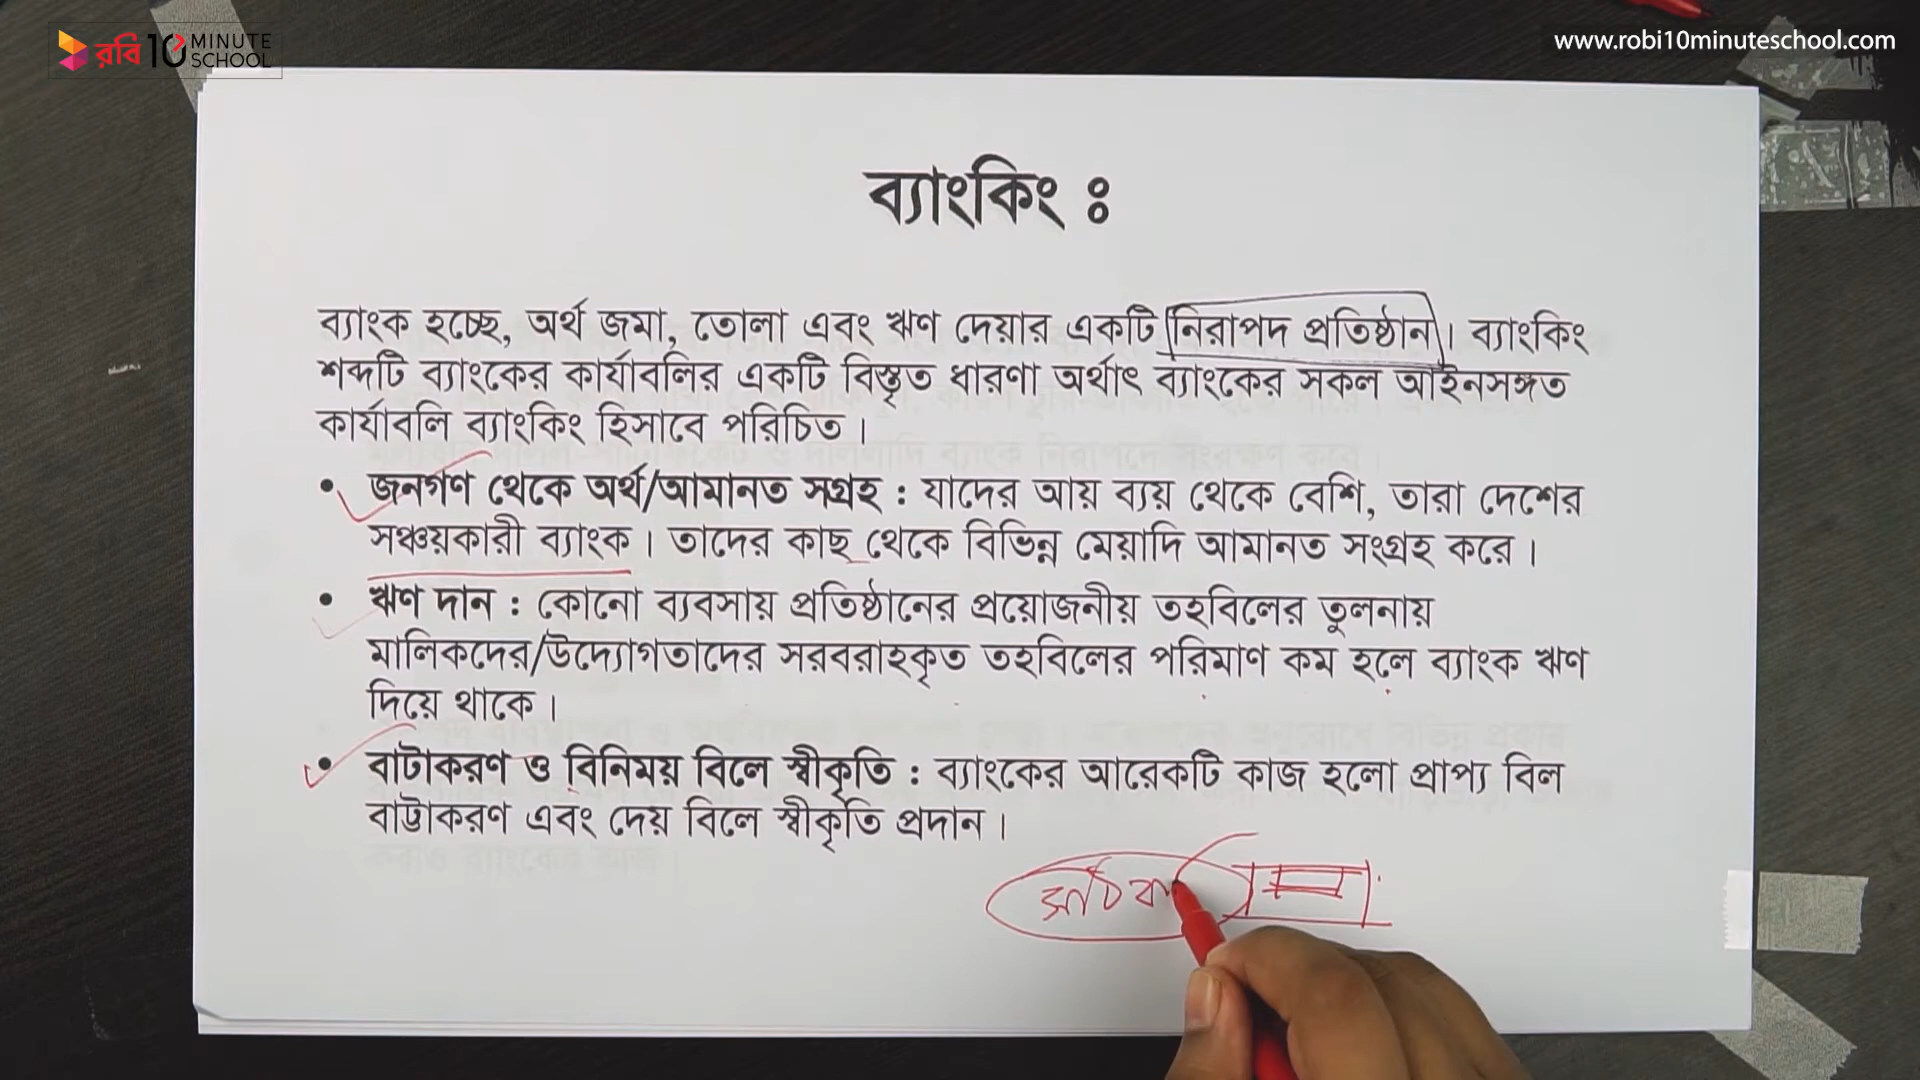 রবি 10 MINUTE SCHOOL
www.robi10minuteschool.com
ব্যাংকিং ঃ
ব্যাংক হচ্ছে, অর্থ জমা, তোলা এবং ঋণ দেয়ার একটি নিরাপদ প্রতিষ্ঠান। ব্যাংকিং
শব্দটি ব্যাংকের কার্যাবলির একটি বিস্তৃত ধারণা অর্থাৎ ব্যাংকের সকল আইনসঙ্গত
কার্যাবলি ব্যাংকিং হিসাবে পরিচিত।
• জনগণ থেকে অর্থ/আমানত সগ্রহ : যাদের আয় ব্যয় থেকে বেশি, তারা দেশের
সঞ্চয়কারী ব্যাংক। তাদের কাছ থেকে বিভিন্ন মেয়াদি আমানত সংগ্রহ করে।
• ঋণ দান : কোনো ব্যবসায় প্রতিষ্ঠানের প্রয়োজনীয় তহবিলের তুলনায়
মালিকদের/উদ্যোগতাদের সরবরাহকৃত তহবিলের পরিমাণ কম হলে ব্যাংক ঋণ
দিয়ে থাকে।
• বাটাকরণ ও বিনিময় বিলে স্বীকৃতি : ব্যাংকের আরেকটি কাজ হলো প্রাপ্য বিল
বাট্টাকরণ এবং দেয় বিলে স্বীকৃতি প্রদান।